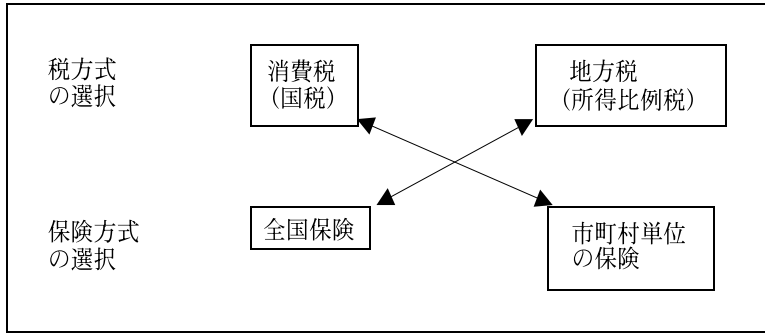 税方式
の選択
消費税
（国税）
地方税
（所得比例税）
保険方式
の選択
全国保険
市町村単位
の保険